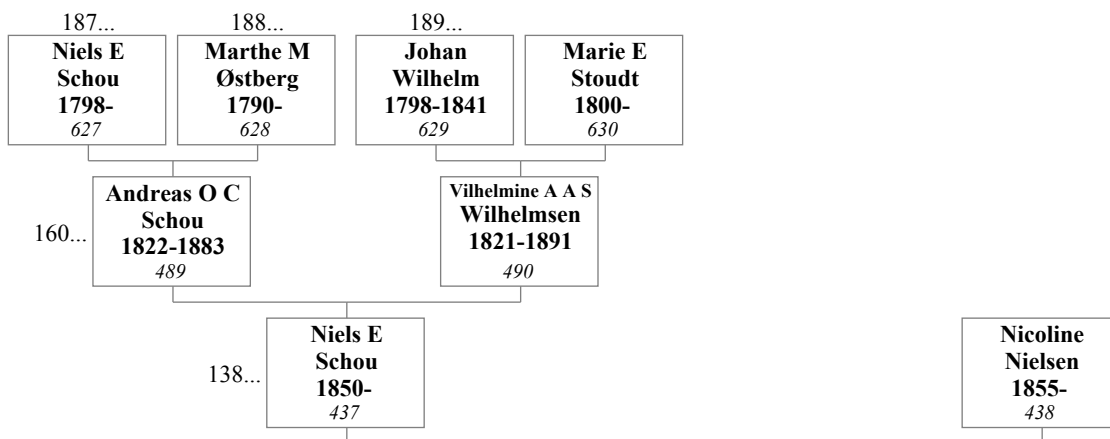 187...
188...
189...
Niels E
Schou
1798-
627
Marthe M
Østberg
1790-
628
Johan
Wilhelm
1798-1841
629
Marie E
Stoudt
1800-
630
160...
Andreas O C
Schou
1822-1883
489
Vilhelmine A A S
Wilhelmsen
1821-1891
490
138...
Niels E
Schou
1850-
437
Nicoline
Nielsen
1855-
438